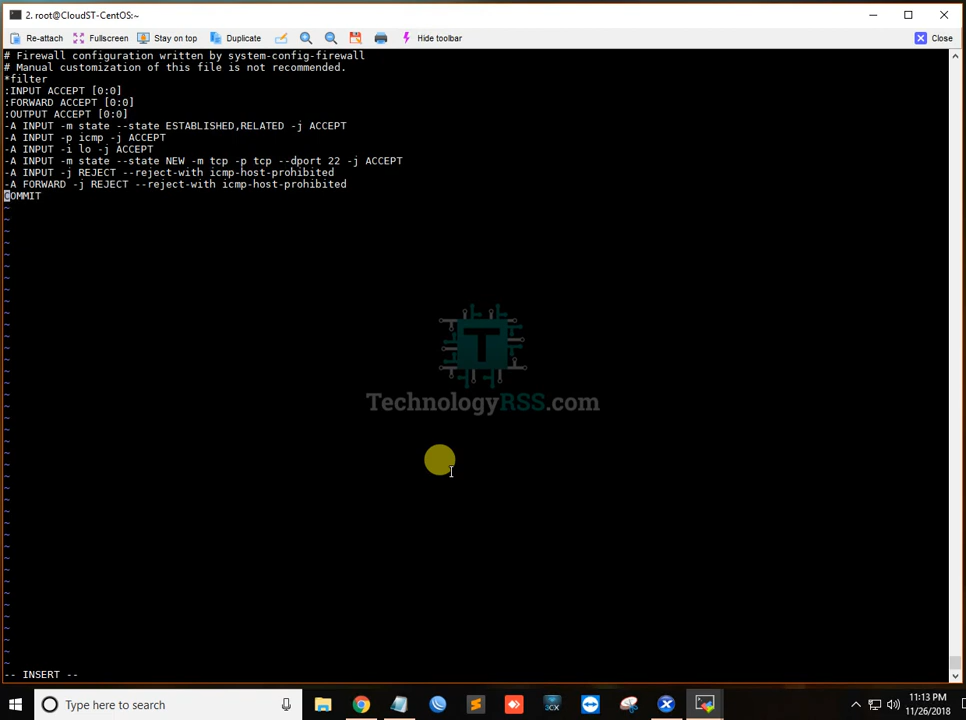 2. root@CloudST-CentOS:~
Re-attach Fullscreen Stay on top Duplicate Hide toolbar Close
# Firewall configuration written by system-config-firewall
# Manual customization of this file is not recommended.
*filter
:INPUT ACCEPT [0:0]
:FORWARD ACCEPT [0:0]
:OUTPUT ACCEPT [0:0]
-A INPUT -m state --state ESTABLISHED,RELATED -j ACCEPT
-A INPUT -p icmp -j ACCEPT
-A INPUT -i lo -j ACCEPT
-A INPUT -m state --state NEW -m tcp -p tcp --dport 22 -j ACCEPT
-A INPUT -j REJECT --reject-with icmp-host-prohibited
-A FORWARD -j REJECT --reject-with icmp-host-prohibited
COMMIT
T
TechnologyRSS.com
-- INSERT --
Type here to search
3CX
11:13 PM
11/26/2018